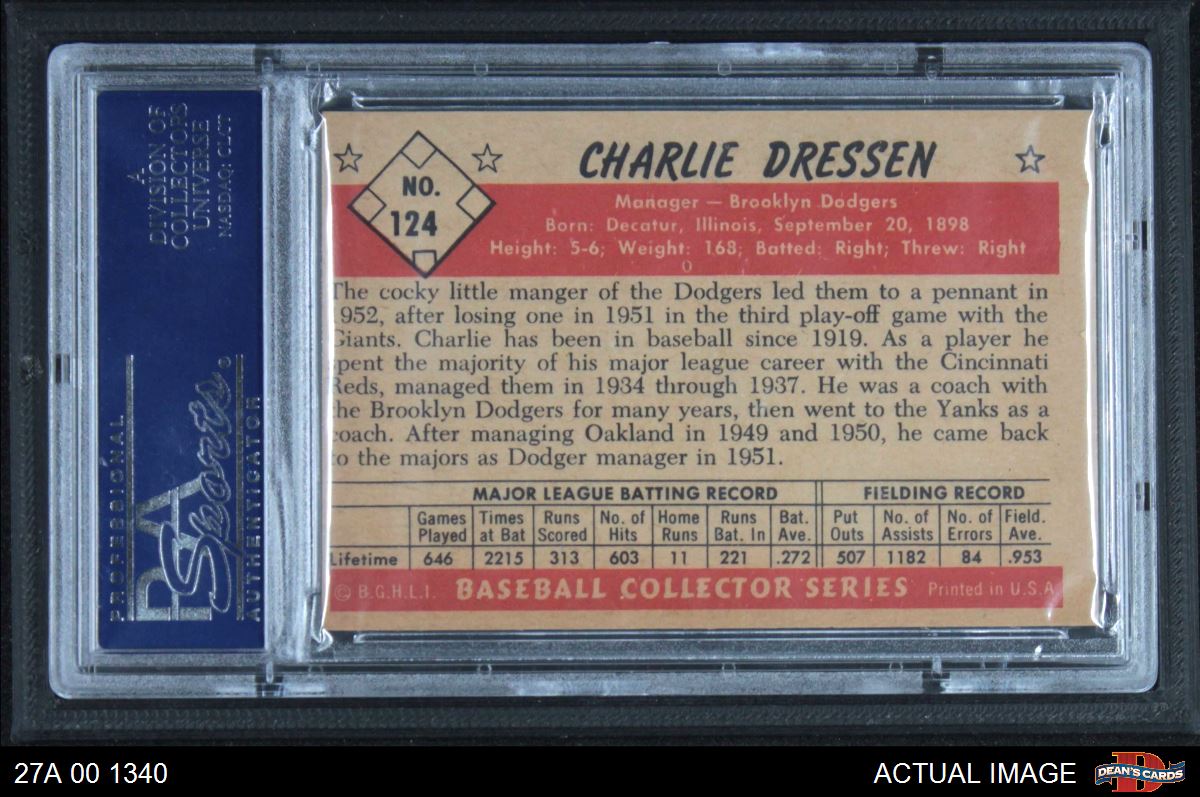 A
DIVISION OF
COLLECTORS
UNIVERSE
NASDAQ: CLCT
PROFESSIONAL
PSA
Sports
AUTHENTICATOR
NO.
124
CHARLIE DRESSEN
Manager — Brooklyn Dodgers
Born: Decatur, Illinois, September 20, 1898
Height: 5-6; Weight: 168; Batted: Right; Threw: Right
The cocky little manger of the Dodgers led them to a pennant in
1952, after losing one in 1951 in the third play-off game with the
Giants. Charlie has been in baseball since 1919. As a player he
spent the majority of his major league career with the Cincinnati
Reds, managed them in 1934 through 1937. He was a coach with
the Brooklyn Dodgers for many years, then went to the Yanks as a
coach. After managing Oakland in 1949 and 1950, he came back
to the majors as Dodger manager in 1951.
MAJOR LEAGUE BATTING RECORD FIELDING RECORD
Games Times Runs No. of Home Runs Bat. Put No. of No. of Field.
Played at Bat Scored Hits Runs Bat. In Ave. Outs Assists Errors Ave.
Lifetime 646 2215 313 603 11 221 .272 507 1182 84 .953
© B.G.H.L.I. BASEBALL COLLECTOR SERIES Printed in U.S.A.
27A 00 1340
ACTUAL IMAGE
D
DEAN'S CARDS